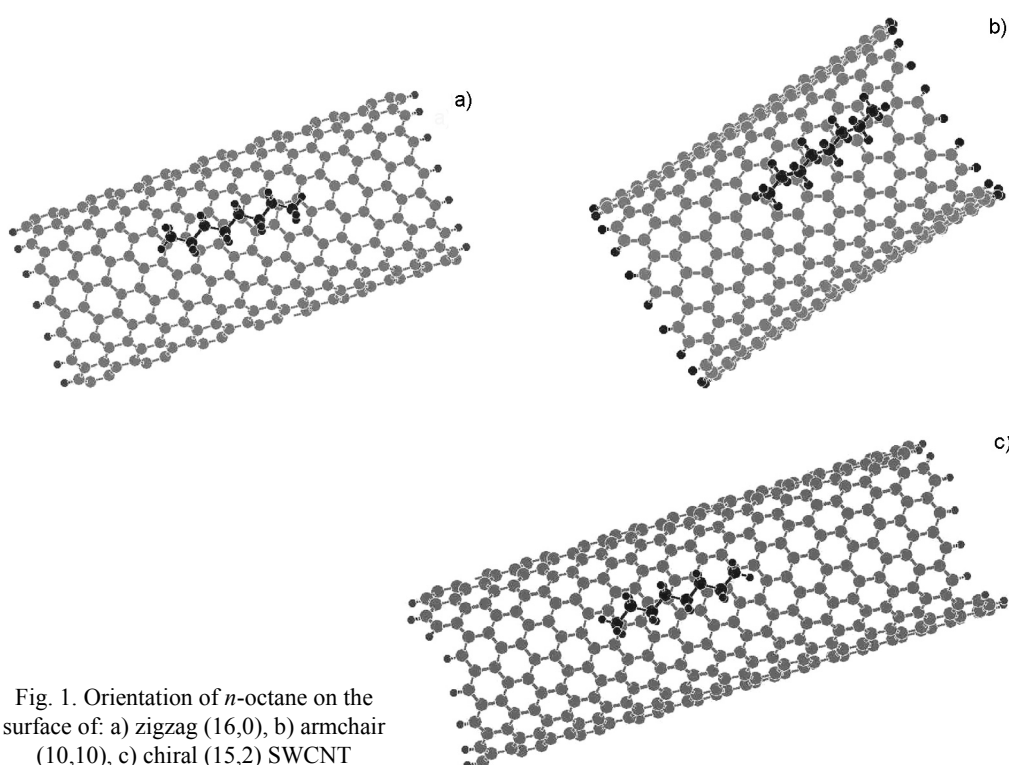 a)
b)
c)
Fig. 1. Orientation of n-octane on the
surface of: a) zigzag (16,0), b) armchair
(10,10), c) chiral (15,2) SWCNT